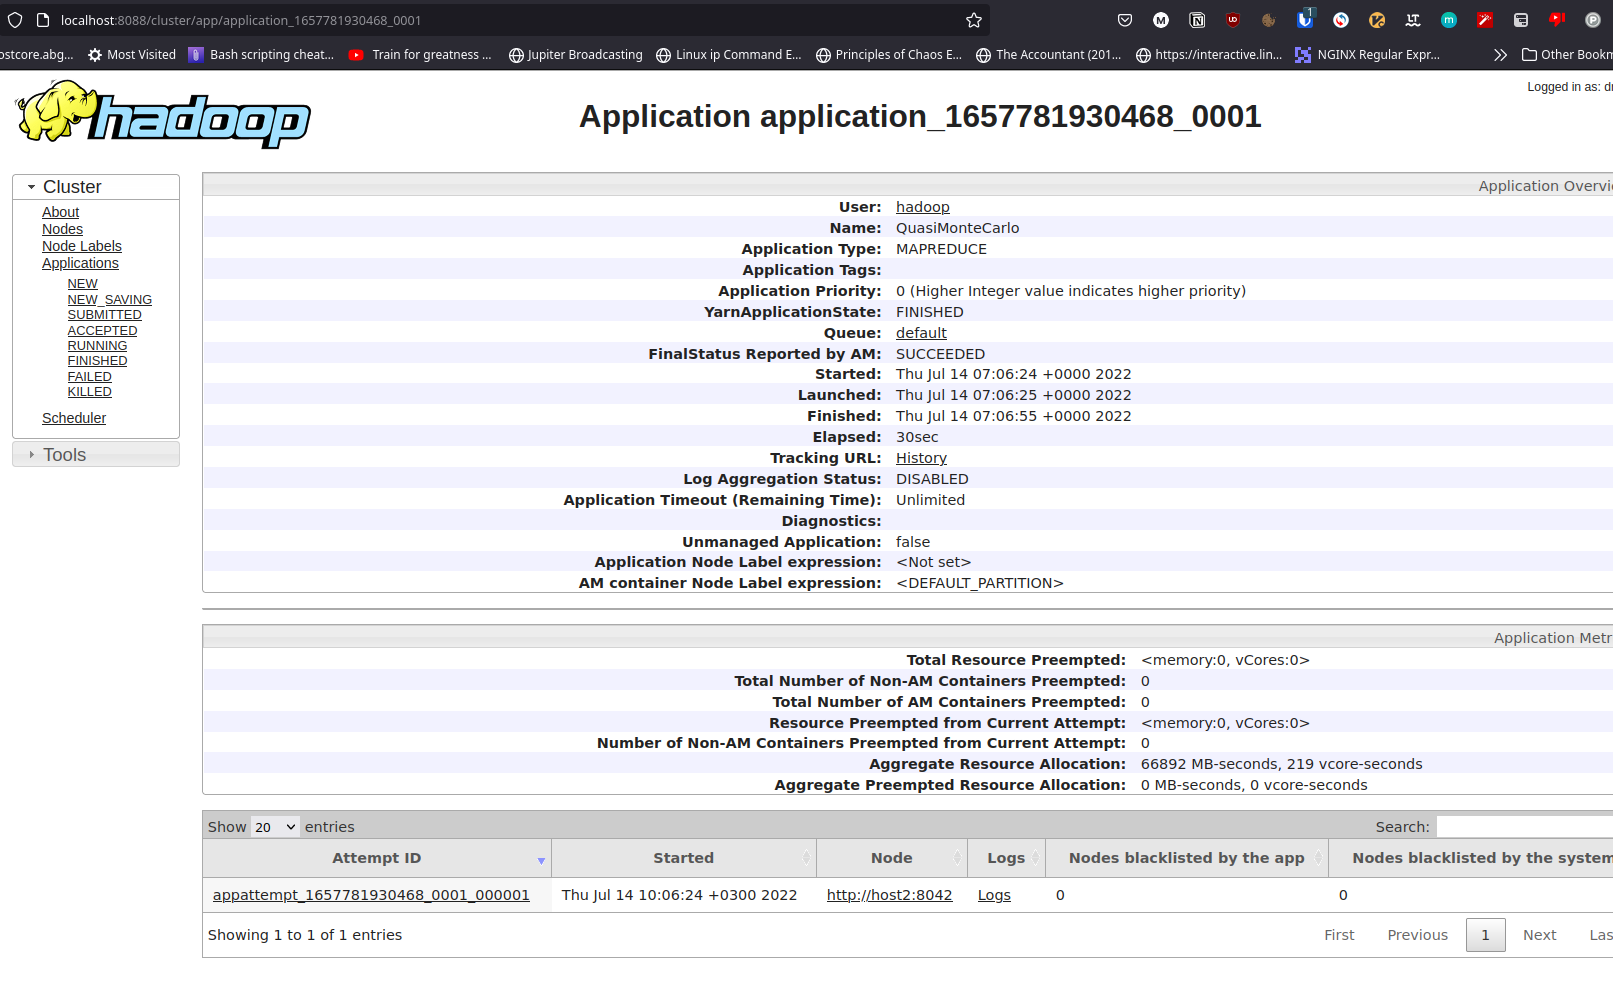 localhost:8088/cluster/app/application_1657781930468_0001
ostcore.abg... Most Visited Bash scripting cheat... Train for greatness ... Jupiter Broadcasting Linux ip Command E... Principles of Chaos E... The Accountant (201... https://interactive.lin... NGINX Regular Expr... Other Bookm
hadoop
Logged in as: dr
Application application_1657781930468_0001
Cluster
About
Nodes
Node Labels
Applications
NEW
NEW_SAVING
SUBMITTED
ACCEPTED
RUNNING
FINISHED
FAILED
KILLED
Scheduler
Tools
Application Overvie
User: hadoop
Name: QuasiMonteCarlo
Application Type: MAPREDUCE
Application Tags:
Application Priority: 0 (Higher Integer value indicates higher priority)
YarnApplicationState: FINISHED
Queue: default
FinalStatus Reported by AM: SUCCEEDED
Started: Thu Jul 14 07:06:24 +0000 2022
Launched: Thu Jul 14 07:06:25 +0000 2022
Finished: Thu Jul 14 07:06:55 +0000 2022
Elapsed: 30sec
Tracking URL: History
Log Aggregation Status: DISABLED
Application Timeout (Remaining Time): Unlimited
Diagnostics:
Unmanaged Application: false
Application Node Label expression: <Not set>
AM container Node Label expression: <DEFAULT_PARTITION>
Application Metr
Total Resource Preempted: <memory:0, vCores:0>
Total Number of Non-AM Containers Preempted: 0
Total Number of AM Containers Preempted: 0
Resource Preempted from Current Attempt: <memory:0, vCores:0>
Number of Non-AM Containers Preempted from Current Attempt: 0
Aggregate Resource Allocation: 66892 MB-seconds, 219 vcore-seconds
Aggregate Preempted Resource Allocation: 0 MB-seconds, 0 vcore-seconds
Show 20 entries Search:
Attempt ID Started Node Logs Nodes blacklisted by the app Nodes blacklisted by the system
appattempt_1657781930468_0001_000001 Thu Jul 14 10:06:24 +0300 2022 http://host2:8042 Logs 0 0
Showing 1 to 1 of 1 entries First Previous 1 Next Las